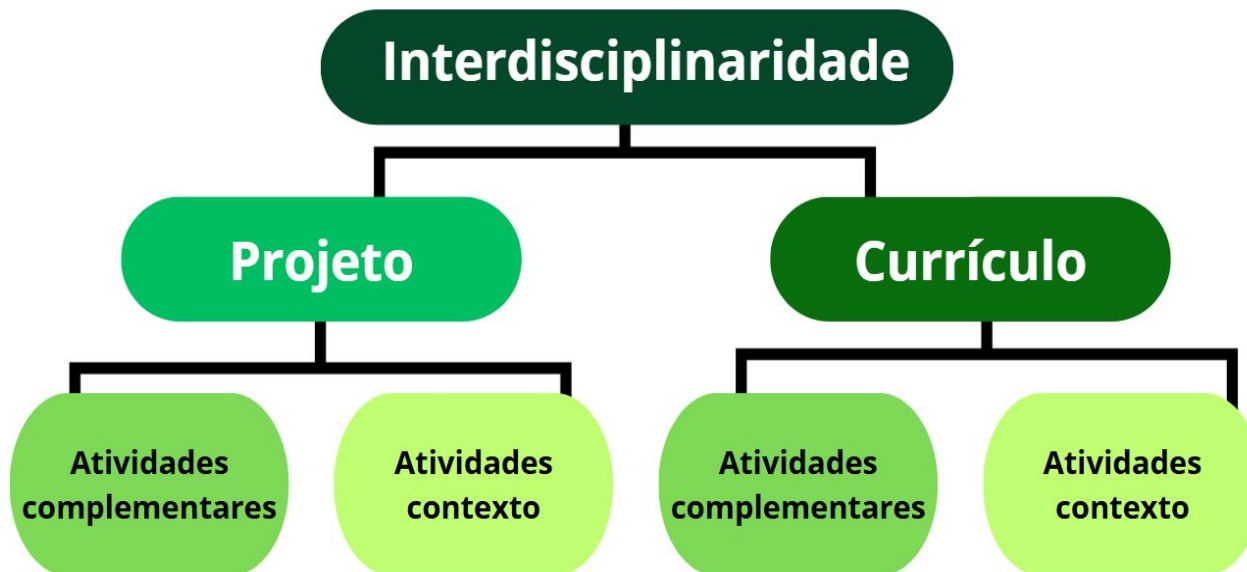 Interdisciplinaridade
Projeto
Currículo
Atividades
complementares
Atividades
contexto
Atividades
complementares
Atividades
contexto